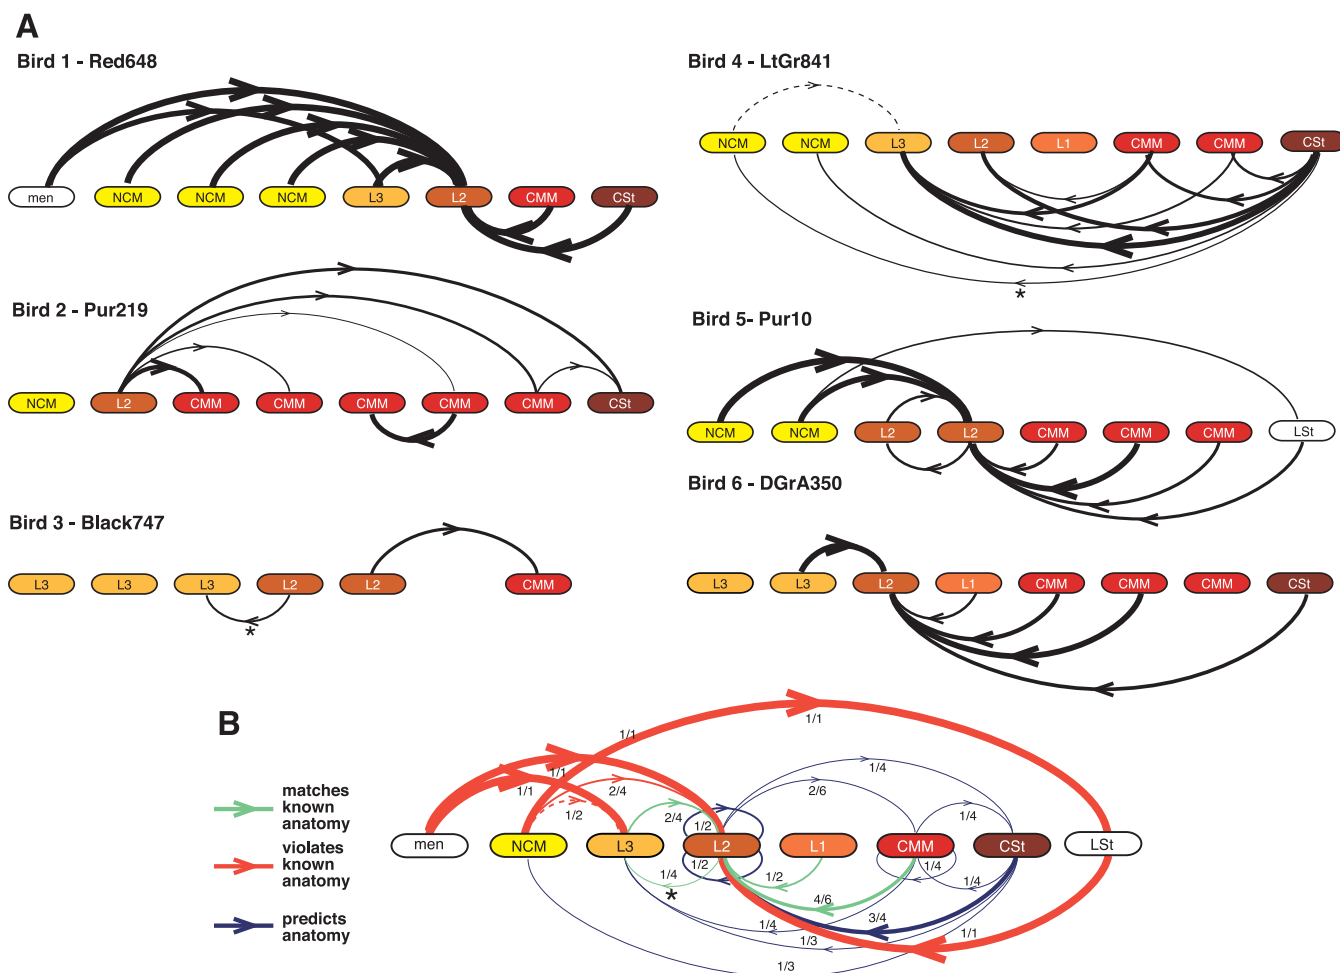 A
Bird 1 - Red648
men NCM NCM NCM L3 L2 CMM CSt
Bird 2 - Pur219
NCM L2 CMM CMM CMM CMM CMM CSt
Bird 3 - Black747
L3 L3 L3 L2 L2 CMM
*
Bird 4 - LtGr841
NCM NCM L3 L2 L1 CMM CMM CSt
*
Bird 5- Pur10
NCM NCM L2 L2 CMM CMM CMM LSt
Bird 6 - DGrA350
L3 L3 L2 L1 CMM CMM CMM CSt
B
matches
known
anatomy
violates
known
anatomy
predicts
anatomy
1/1
1/1
1/1 1/4
1/1 2/4 2/6
1/2 2/4 1/2 1/4
men NCM L3 L2 L1 CMM CSt LSt
1/4 1/2 1/2 1/4 1/4
*
4/6
1/4 3/4
1/3 1/1
1/3